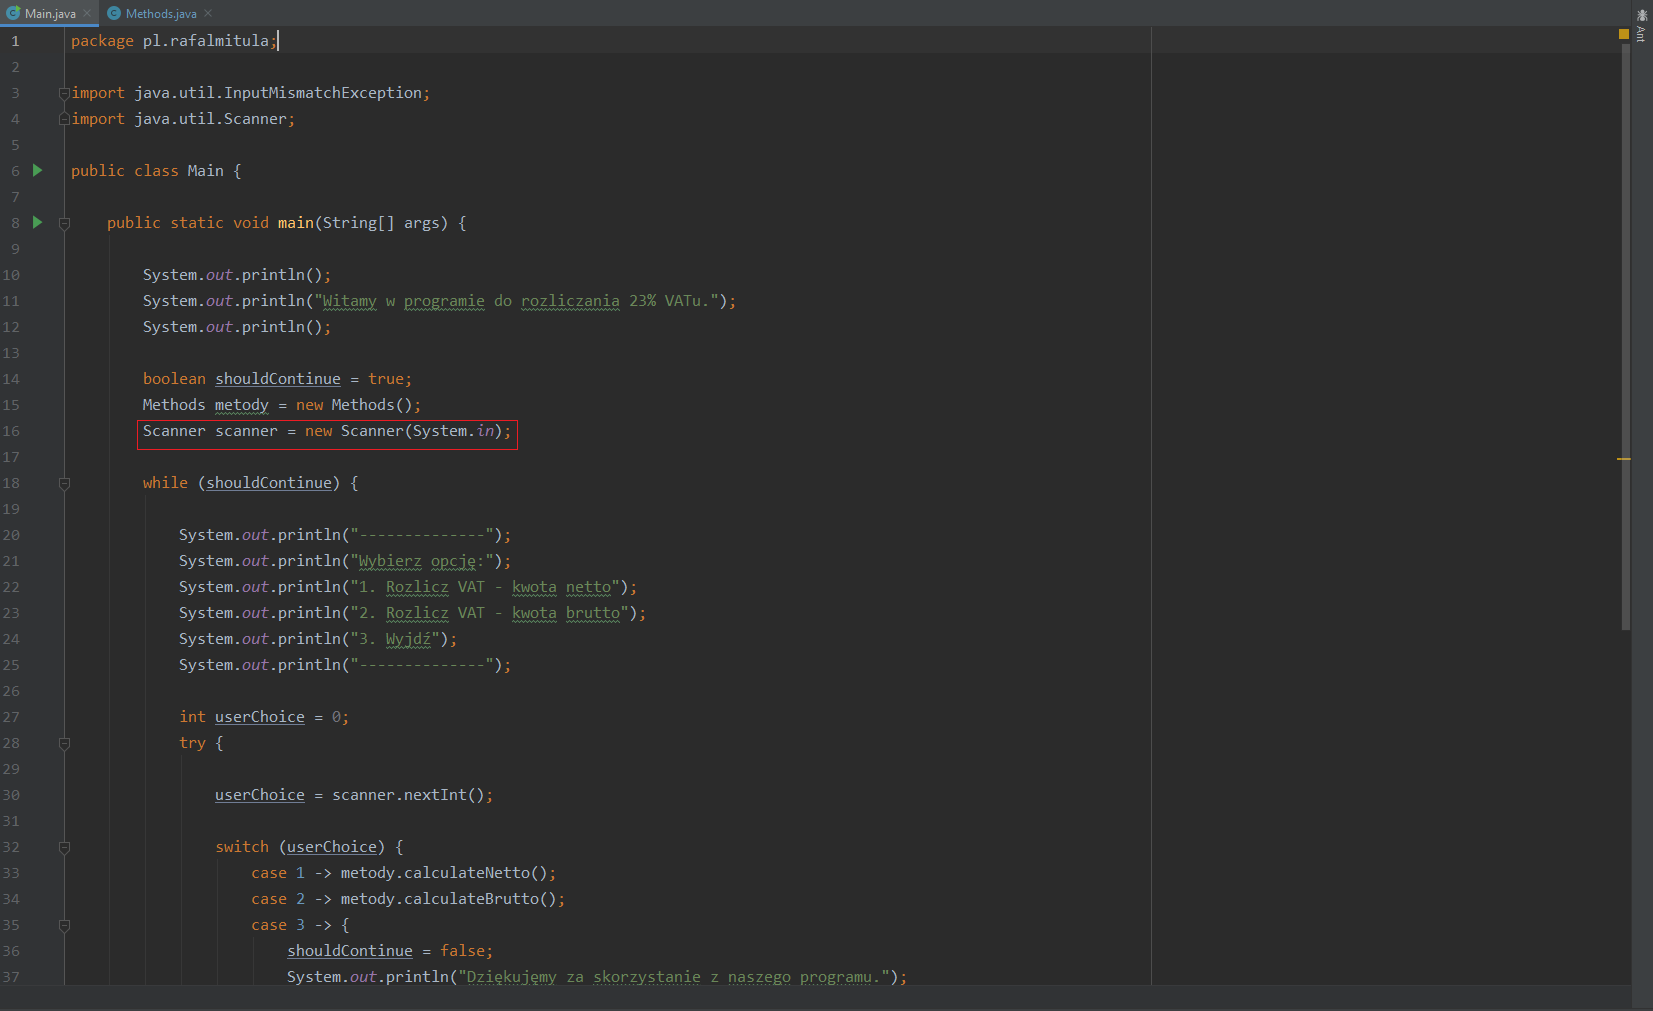 Main.java Methods.java
Ant
1 package pl.rafalmitula;
2
3 import java.util.InputMismatchException;
4 import java.util.Scanner;
5
6 public class Main {
7
8 public static void main(String[] args) {
9
10 System.out.println();
11 System.out.println("Witamy w programie do rozliczania 23% VATu.");
12 System.out.println();
13
14 boolean shouldContinue = true;
15 Methods metody = new Methods();
16 Scanner scanner = new Scanner(System.in);
17
18 while (shouldContinue) {
19
20 System.out.println("--------------");
21 System.out.println("Wybierz opcję:");
22 System.out.println("1. Rozlicz VAT - kwota netto");
23 System.out.println("2. Rozlicz VAT - kwota brutto");
24 System.out.println("3. Wyjdź");
25 System.out.println("--------------");
26
27 int userChoice = 0;
28 try {
29
30 userChoice = scanner.nextInt();
31
32 switch (userChoice) {
33 case 1 -> metody.calculateNetto();
34 case 2 -> metody.calculateBrutto();
35 case 3 -> {
36 shouldContinue = false;
37 System.out.println("Dziękujemy za skorzystanie z naszego programu.");